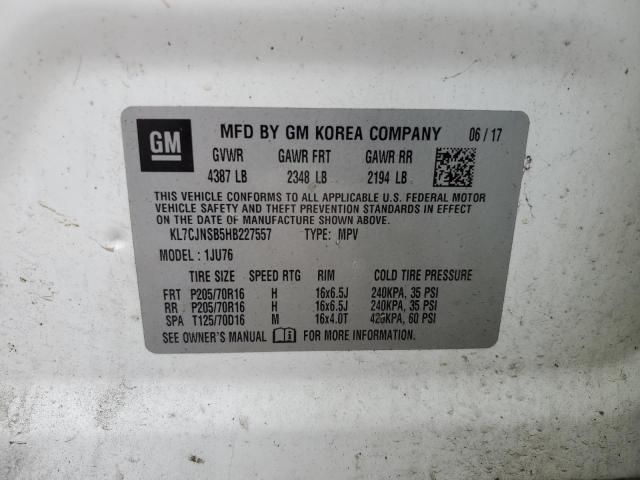 GM MFD BY GM KOREA COMPANY 06/17
GVWR GAWR FRT GAWR RR
4387 LB 2348 LB 2194 LB
THIS VEHICLE CONFORMS TO ALL APPLICABLE U.S. FEDERAL MOTOR
VEHICLE SAFETY AND THEFT PREVENTION STANDARDS IN EFFECT
ON THE DATE OF MANUFACTURE SHOWN ABOVE.
KL7CJNSB5HB227557 TYPE: MPV
MODEL: 1JU76
TIRE SIZE SPEED RTG RIM COLD TIRE PRESSURE
FRT P205/70R16 H 16x6.5J 240KPA, 35 PSI
RR P205/70R16 H 16x6.5J 240KPA, 35 PSI
SPA T125/70D16 M 16x4.0T 420KPA, 60 PSI
SEE OWNER'S MANUAL FOR MORE INFORMATION.